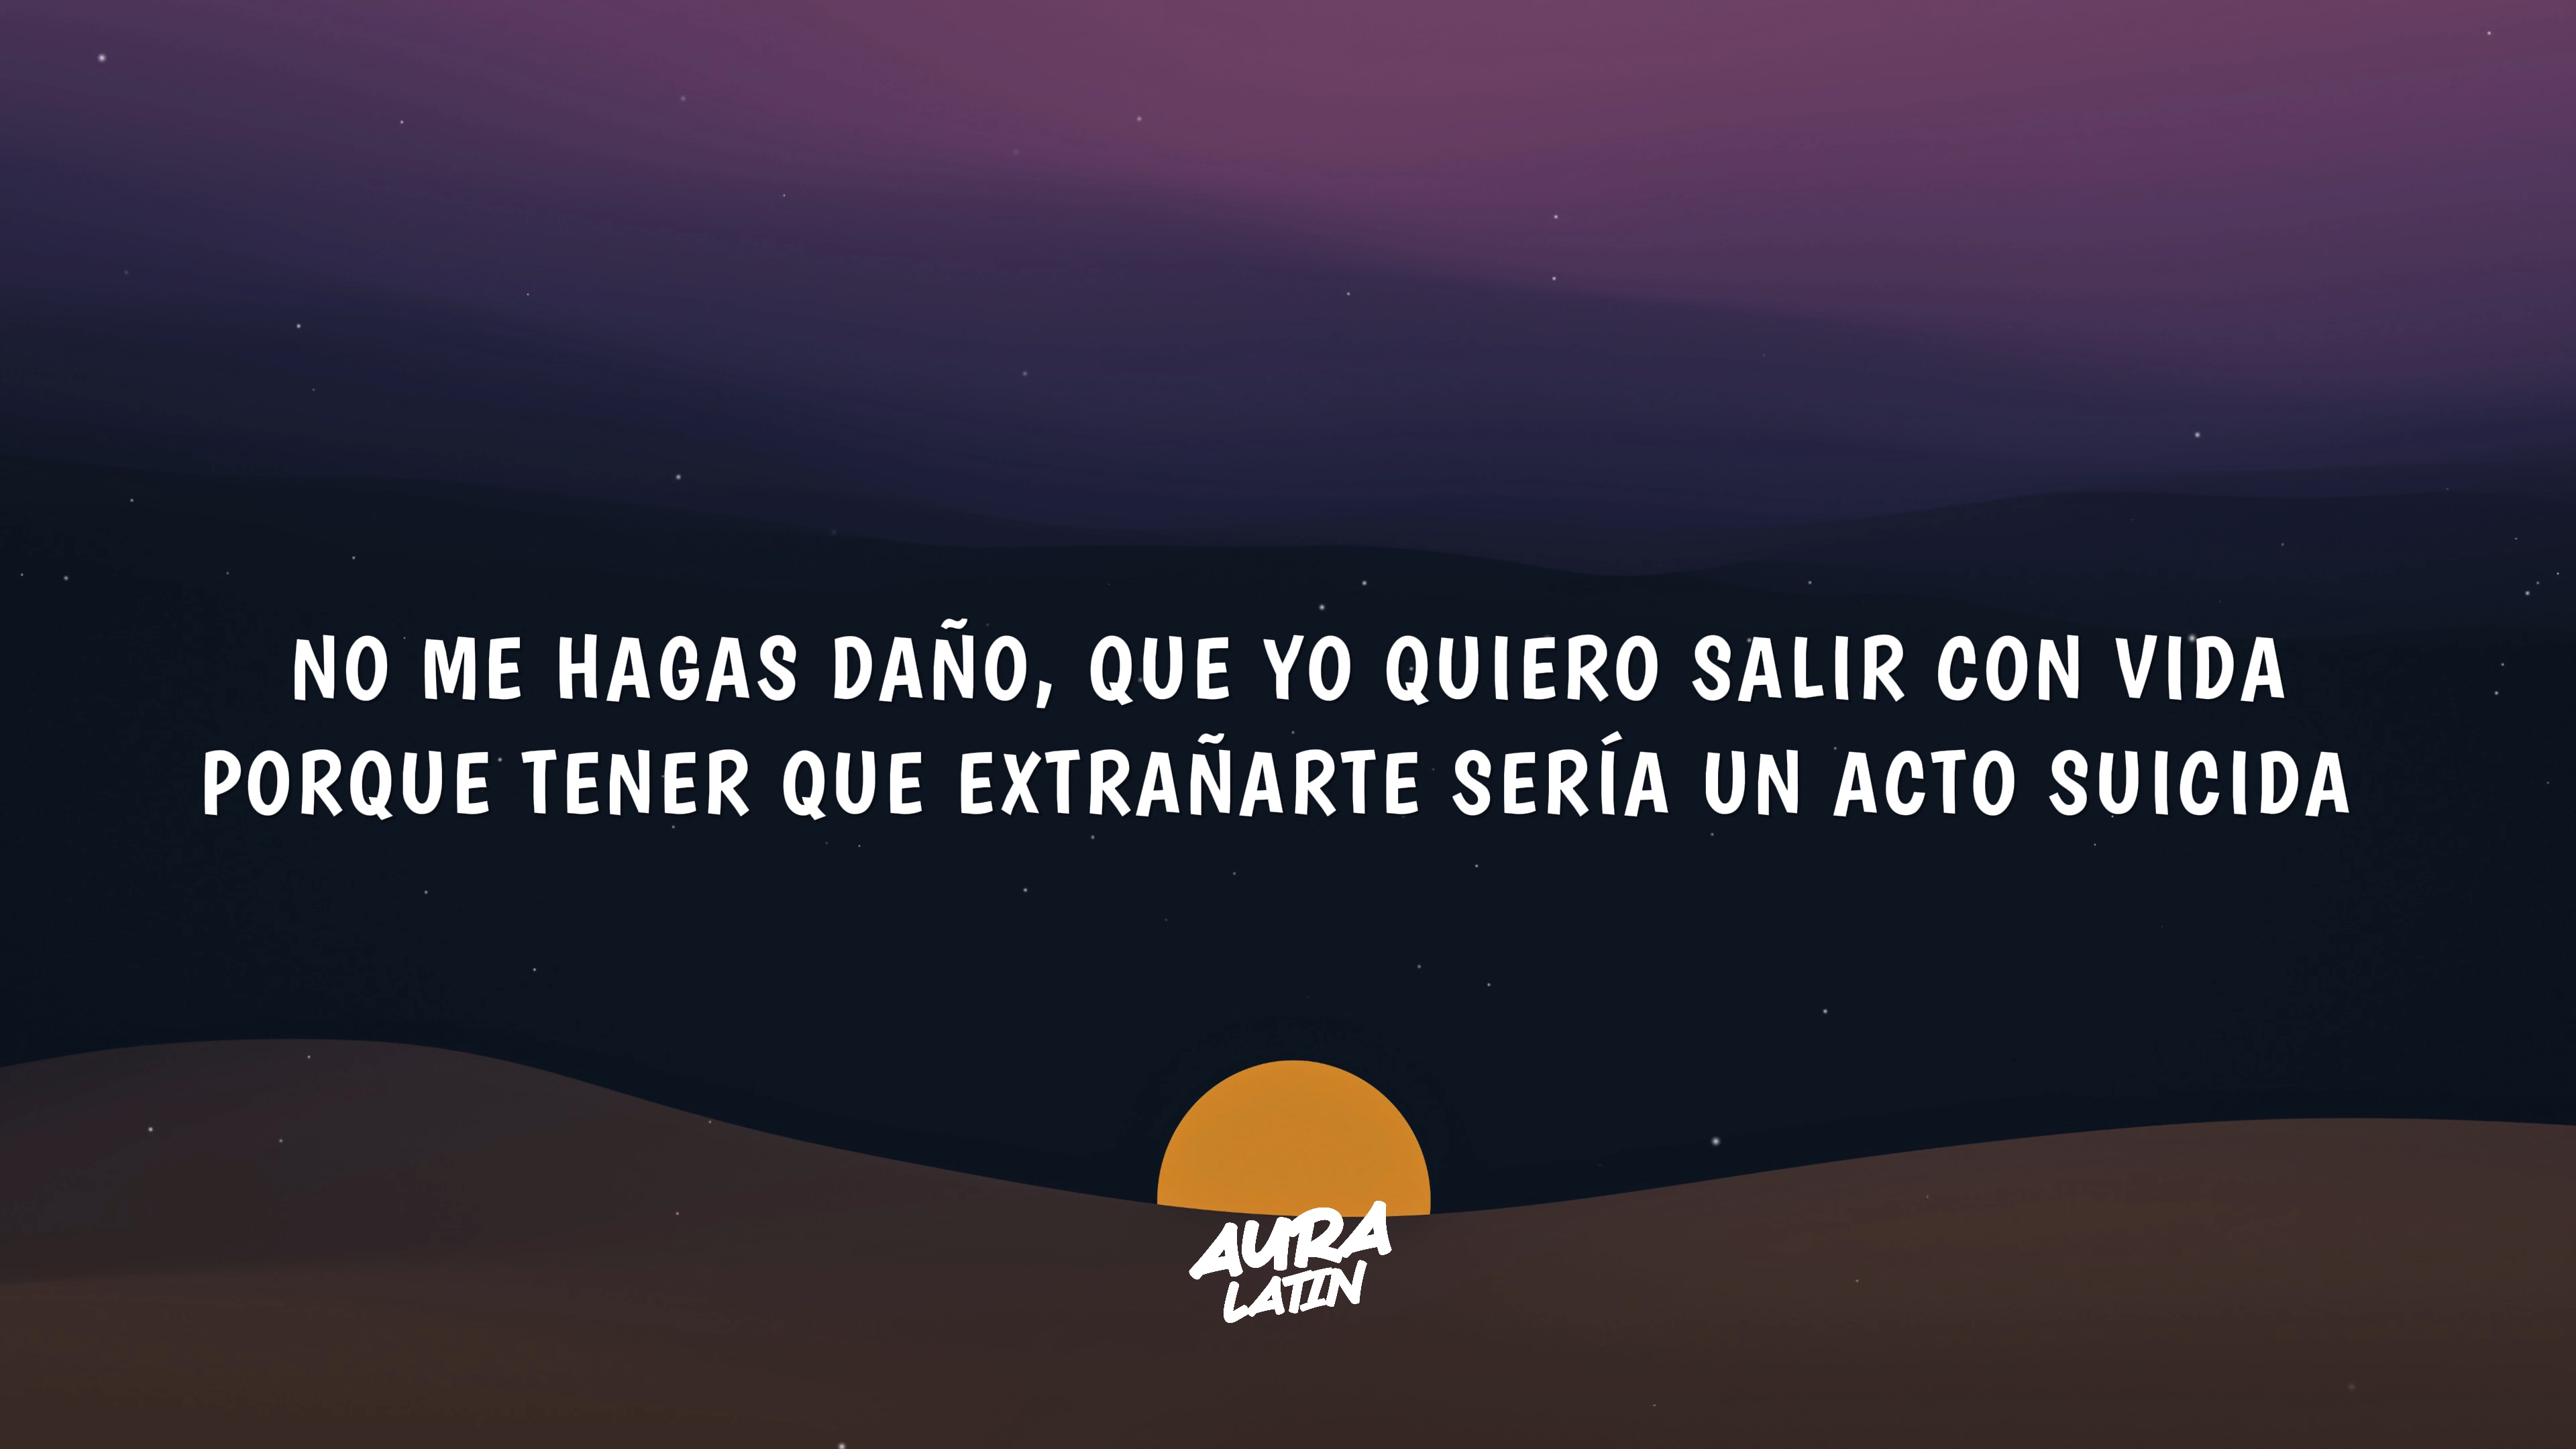 NO ME HAGAS DAÑO, QUE YO QUIERO SALIR CON VIDA
PORQUE TENER QUE EXTRAÑARTE SERÍA UN ACTO SUICIDA
AURA
LATIN